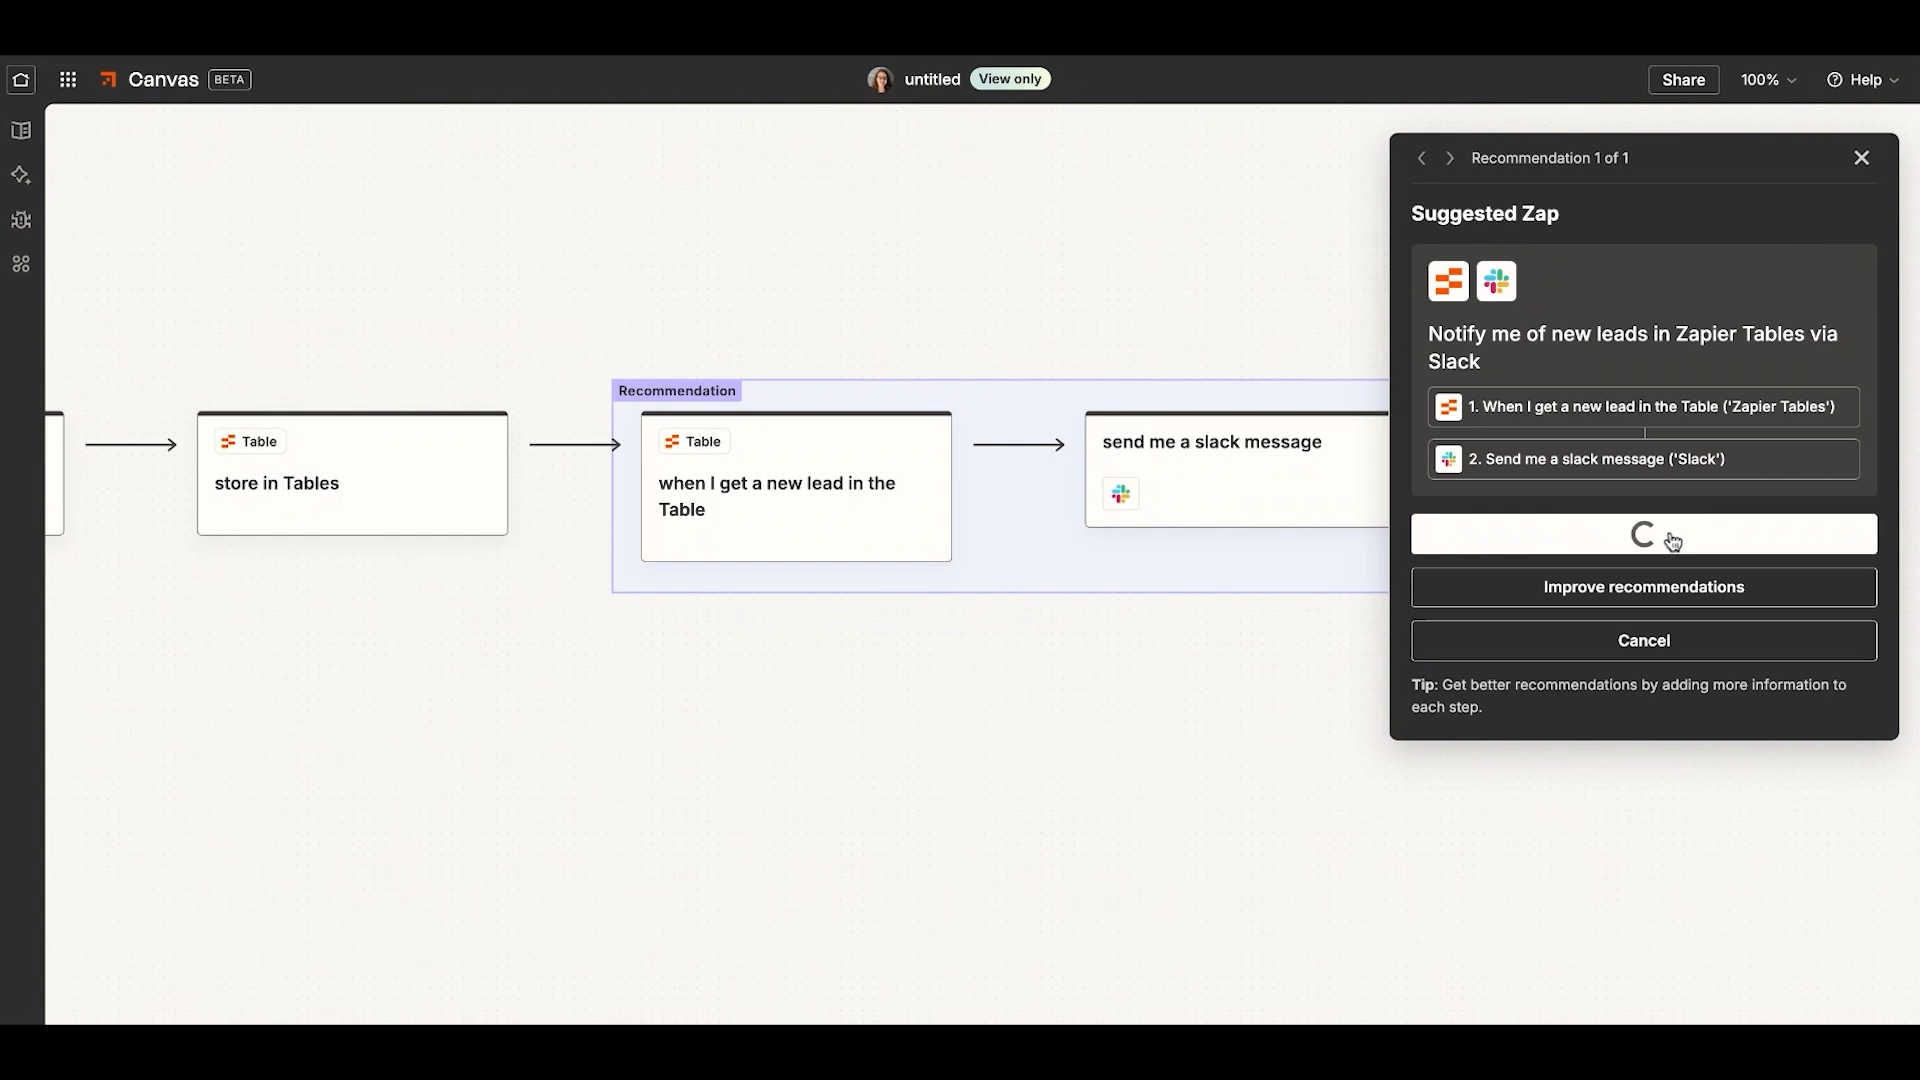 Canvas BETA
untitled View only
Share 100% Help
Recommendation 1 of 1
Suggested Zap
Notify me of new leads in Zapier Tables via
Slack
1. When I get a new lead in the Table ('Zapier Tables')
2. Send me a slack message ('Slack')
Improve recommendations
Cancel
Tip: Get better recommendations by adding more information to
each step.
Table
store in Tables
Recommendation
Table
when I get a new lead in the
Table
send me a slack message